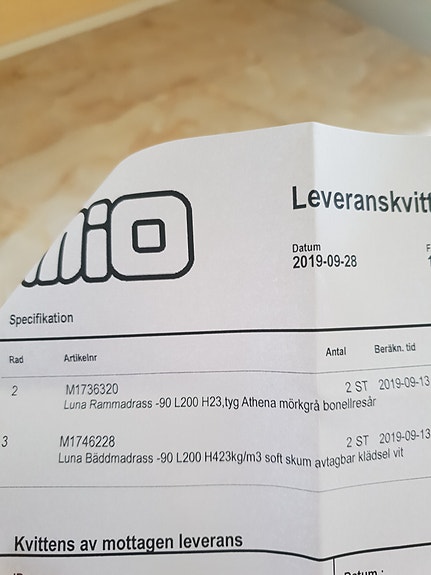 mio
Leveranskvitt
Datum
2019-09-28
Specifikation
Rad Artikelnr Antal Beräkn. tid
2 M1736320 2 ST 2019-09-13
Luna Rammadrass -90 L200 H23,tyg Athena mörkgrå bonellresår
3 M1746228 2 ST 2019-09-13
Luna Bäddmadrass -90 L200 H423kg/m3 soft skum avtagbar klädsel vit
Kvittens av mottagen leverans
Datum :